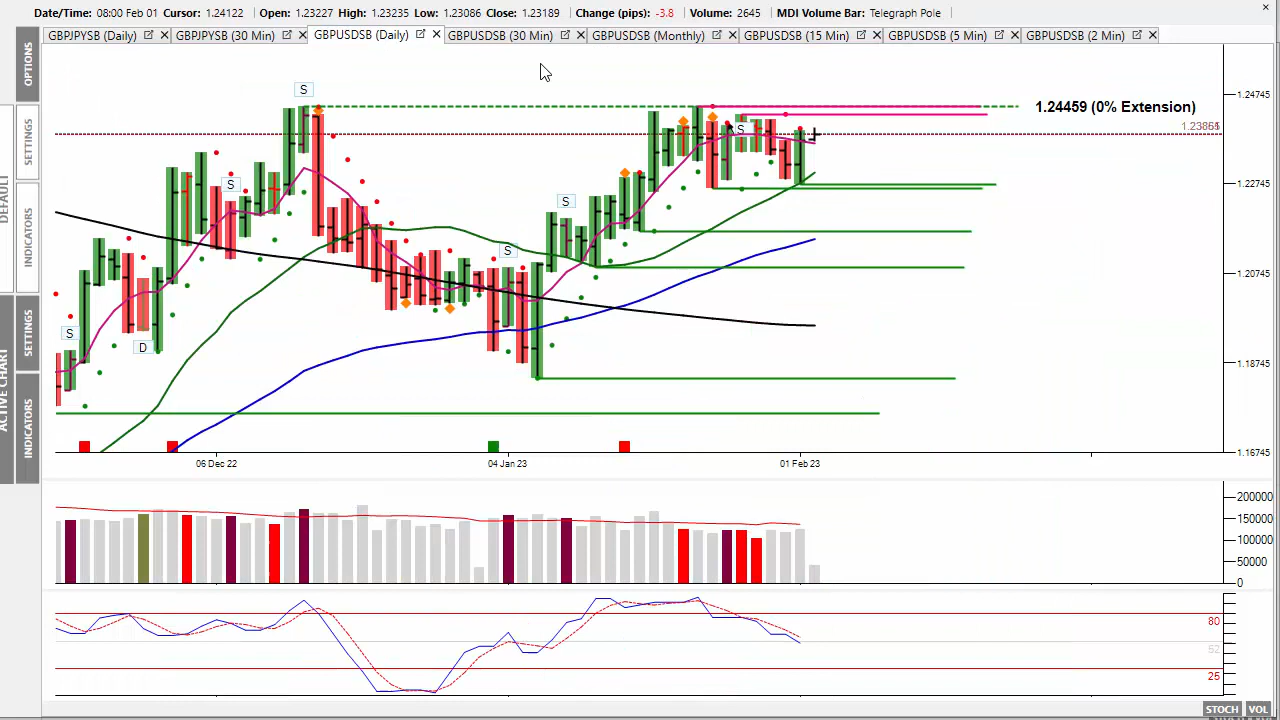 Date/Time: 08:00 Feb 01 Cursor: 1.24122 Open: 1.23227 High: 1.23235 Low: 1.23086 Close: 1.23189 Change (pips): -3.8 Volume: 2645 MDI Volume Bar: Telegraph Pole
GBPJPYSB (Daily) GBPJPYSB (30 Min) GBPUSDSB (Daily) GBPUSDSB (30 Min) GBPUSDSB (Monthly) GBPUSDSB (15 Min) GBPUSDSB (5 Min) GBPUSDSB (2 Min)
OPTIONS
SETTINGS
INDICATORS
DEFAULT
SETTINGS
INDICATORS
ACTIVE CHART
S
1.24459 (0% Extension)
1.24745
1.23865
S
S
1.22745
S
S
1.20745
S
D
1.18745
1.16745
06 Dec 22 04 Jan 23 01 Feb 23
200000
150000
100000
50000
0
80
52
25
STOCH VOL